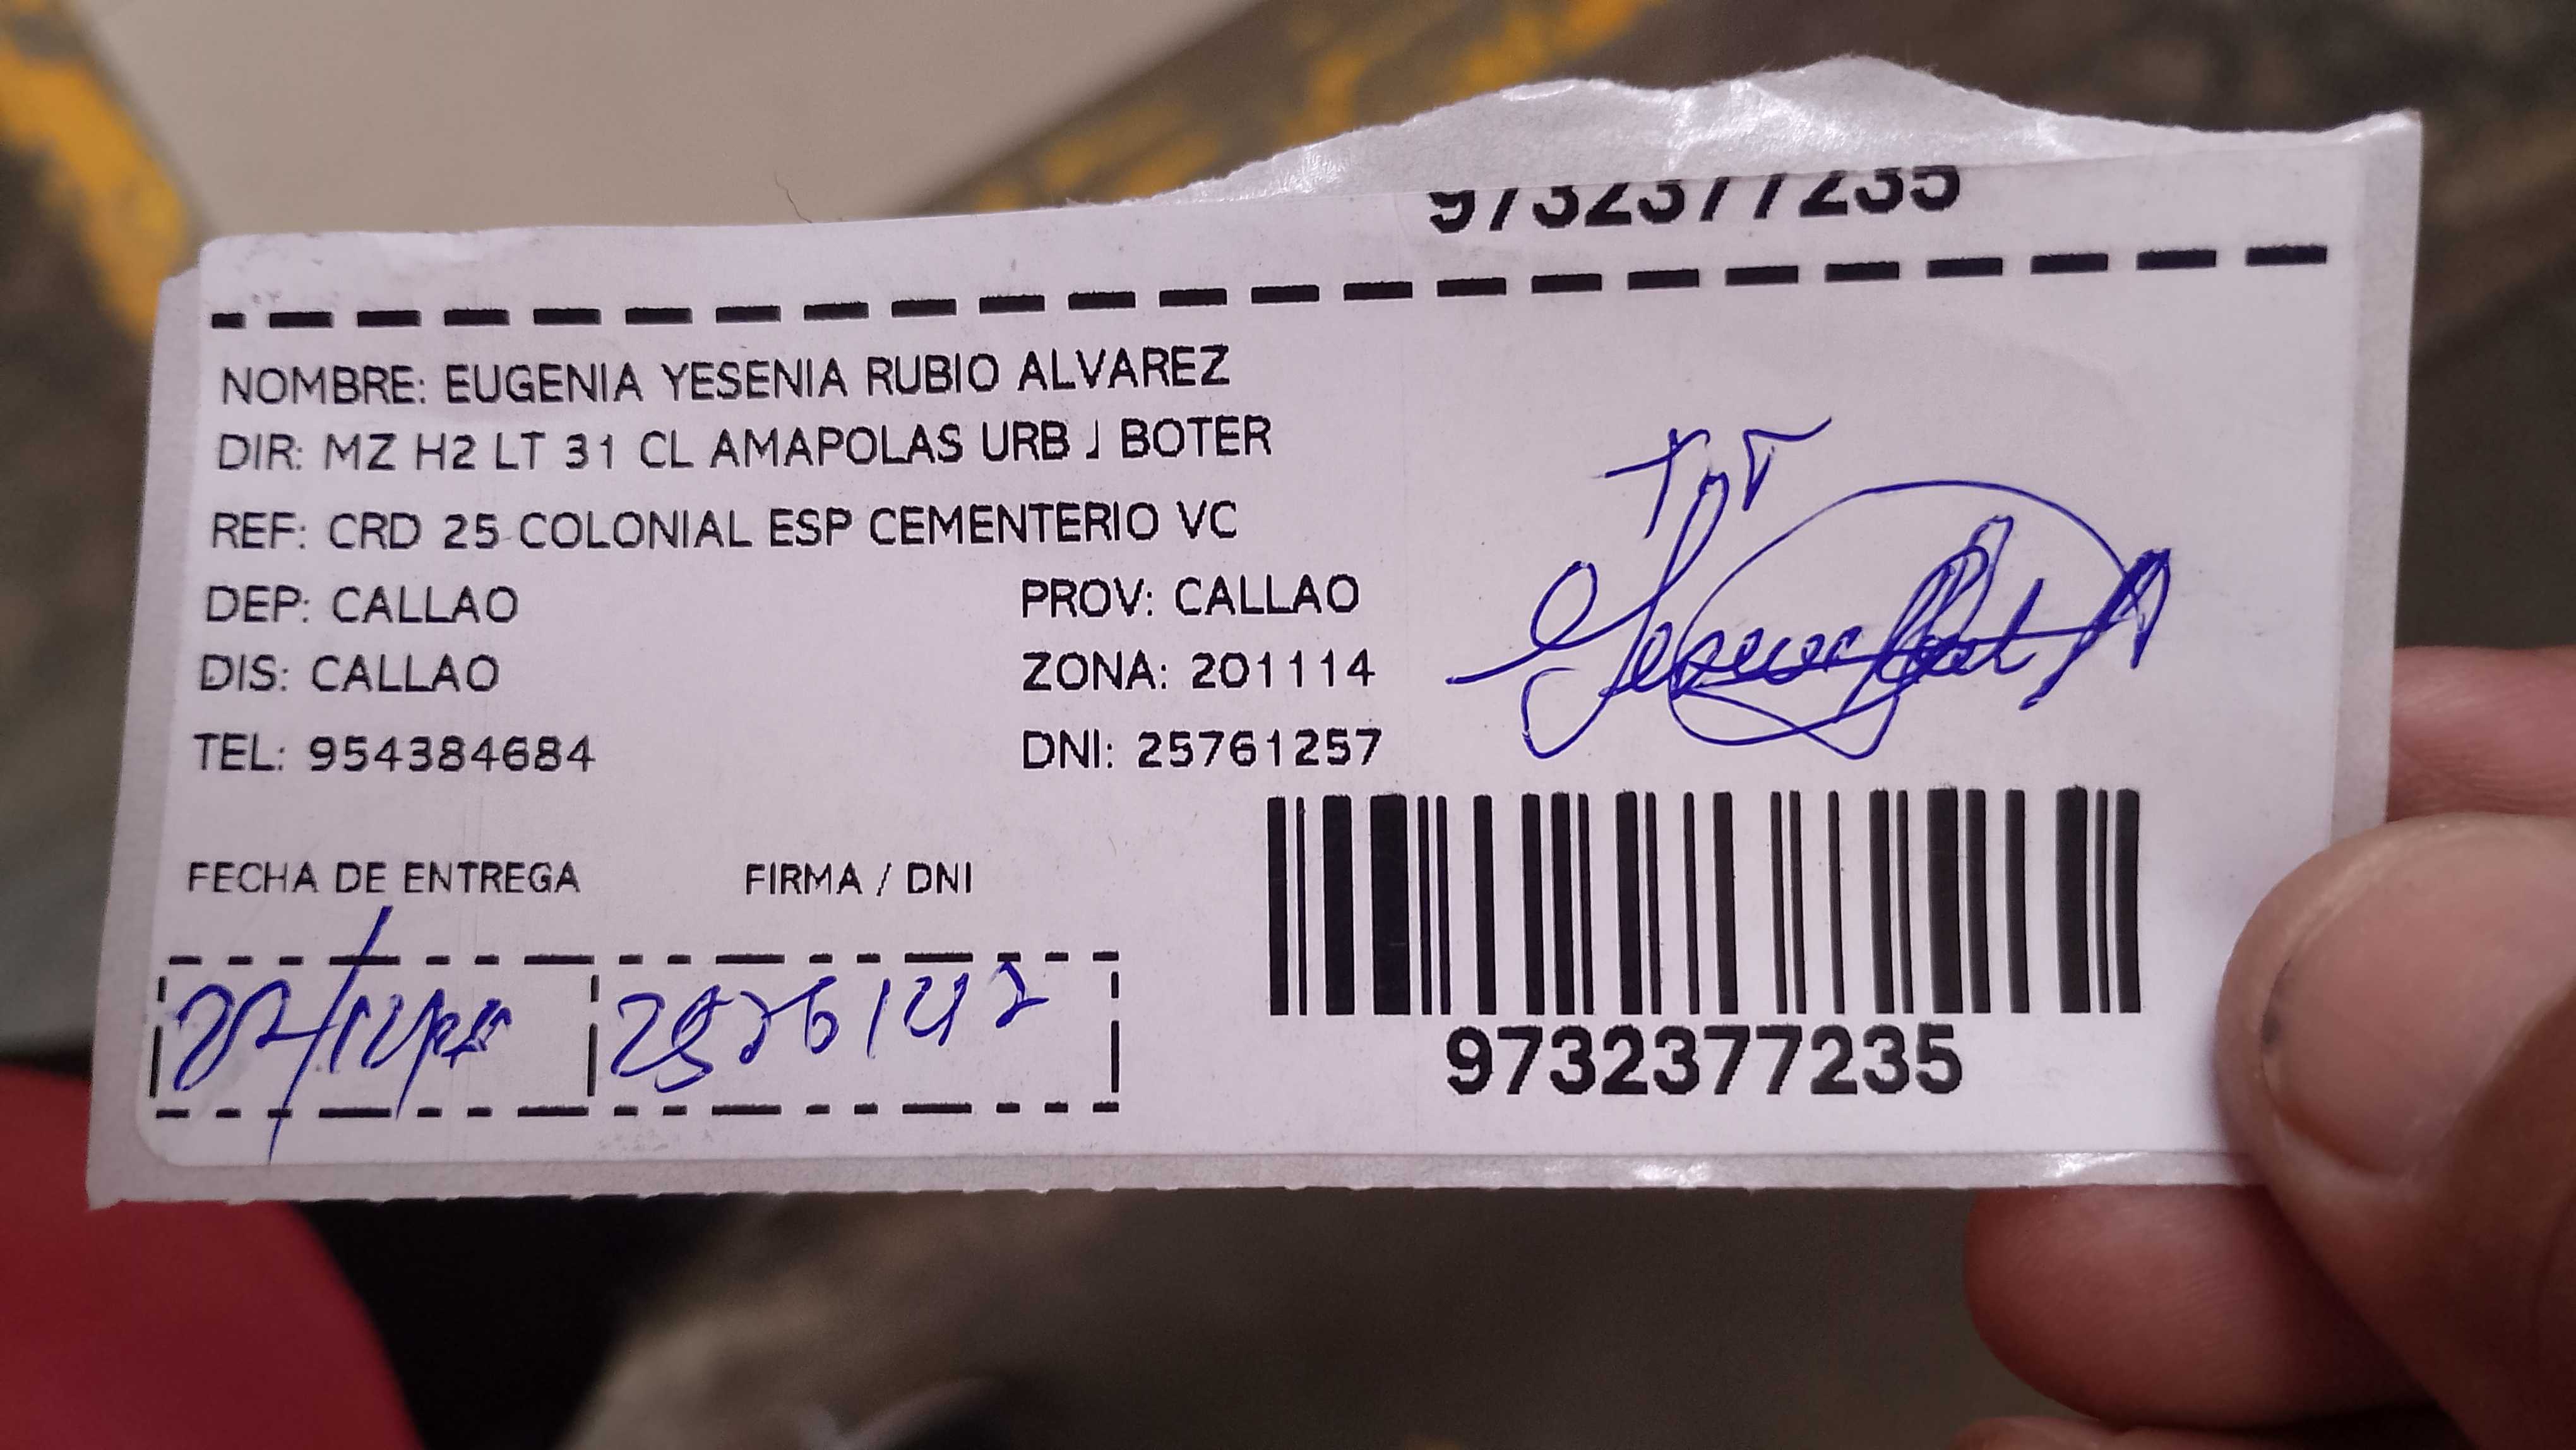 9732377235
NOMBRE: EUGENIA YESENIA RUBIO ALVAREZ
DIR: MZ H2 LT 31 CL AMAPOLAS URB J BOTER
REF: CRD 25 COLONIAL ESP CEMENTERIO VC
DEP: CALLAO PROV: CALLAO
DIS: CALLAO ZONA: 201114
TEL: 954384684 DNI: 25761257
FECHA DE ENTREGA FIRMA / DNI
9732377235